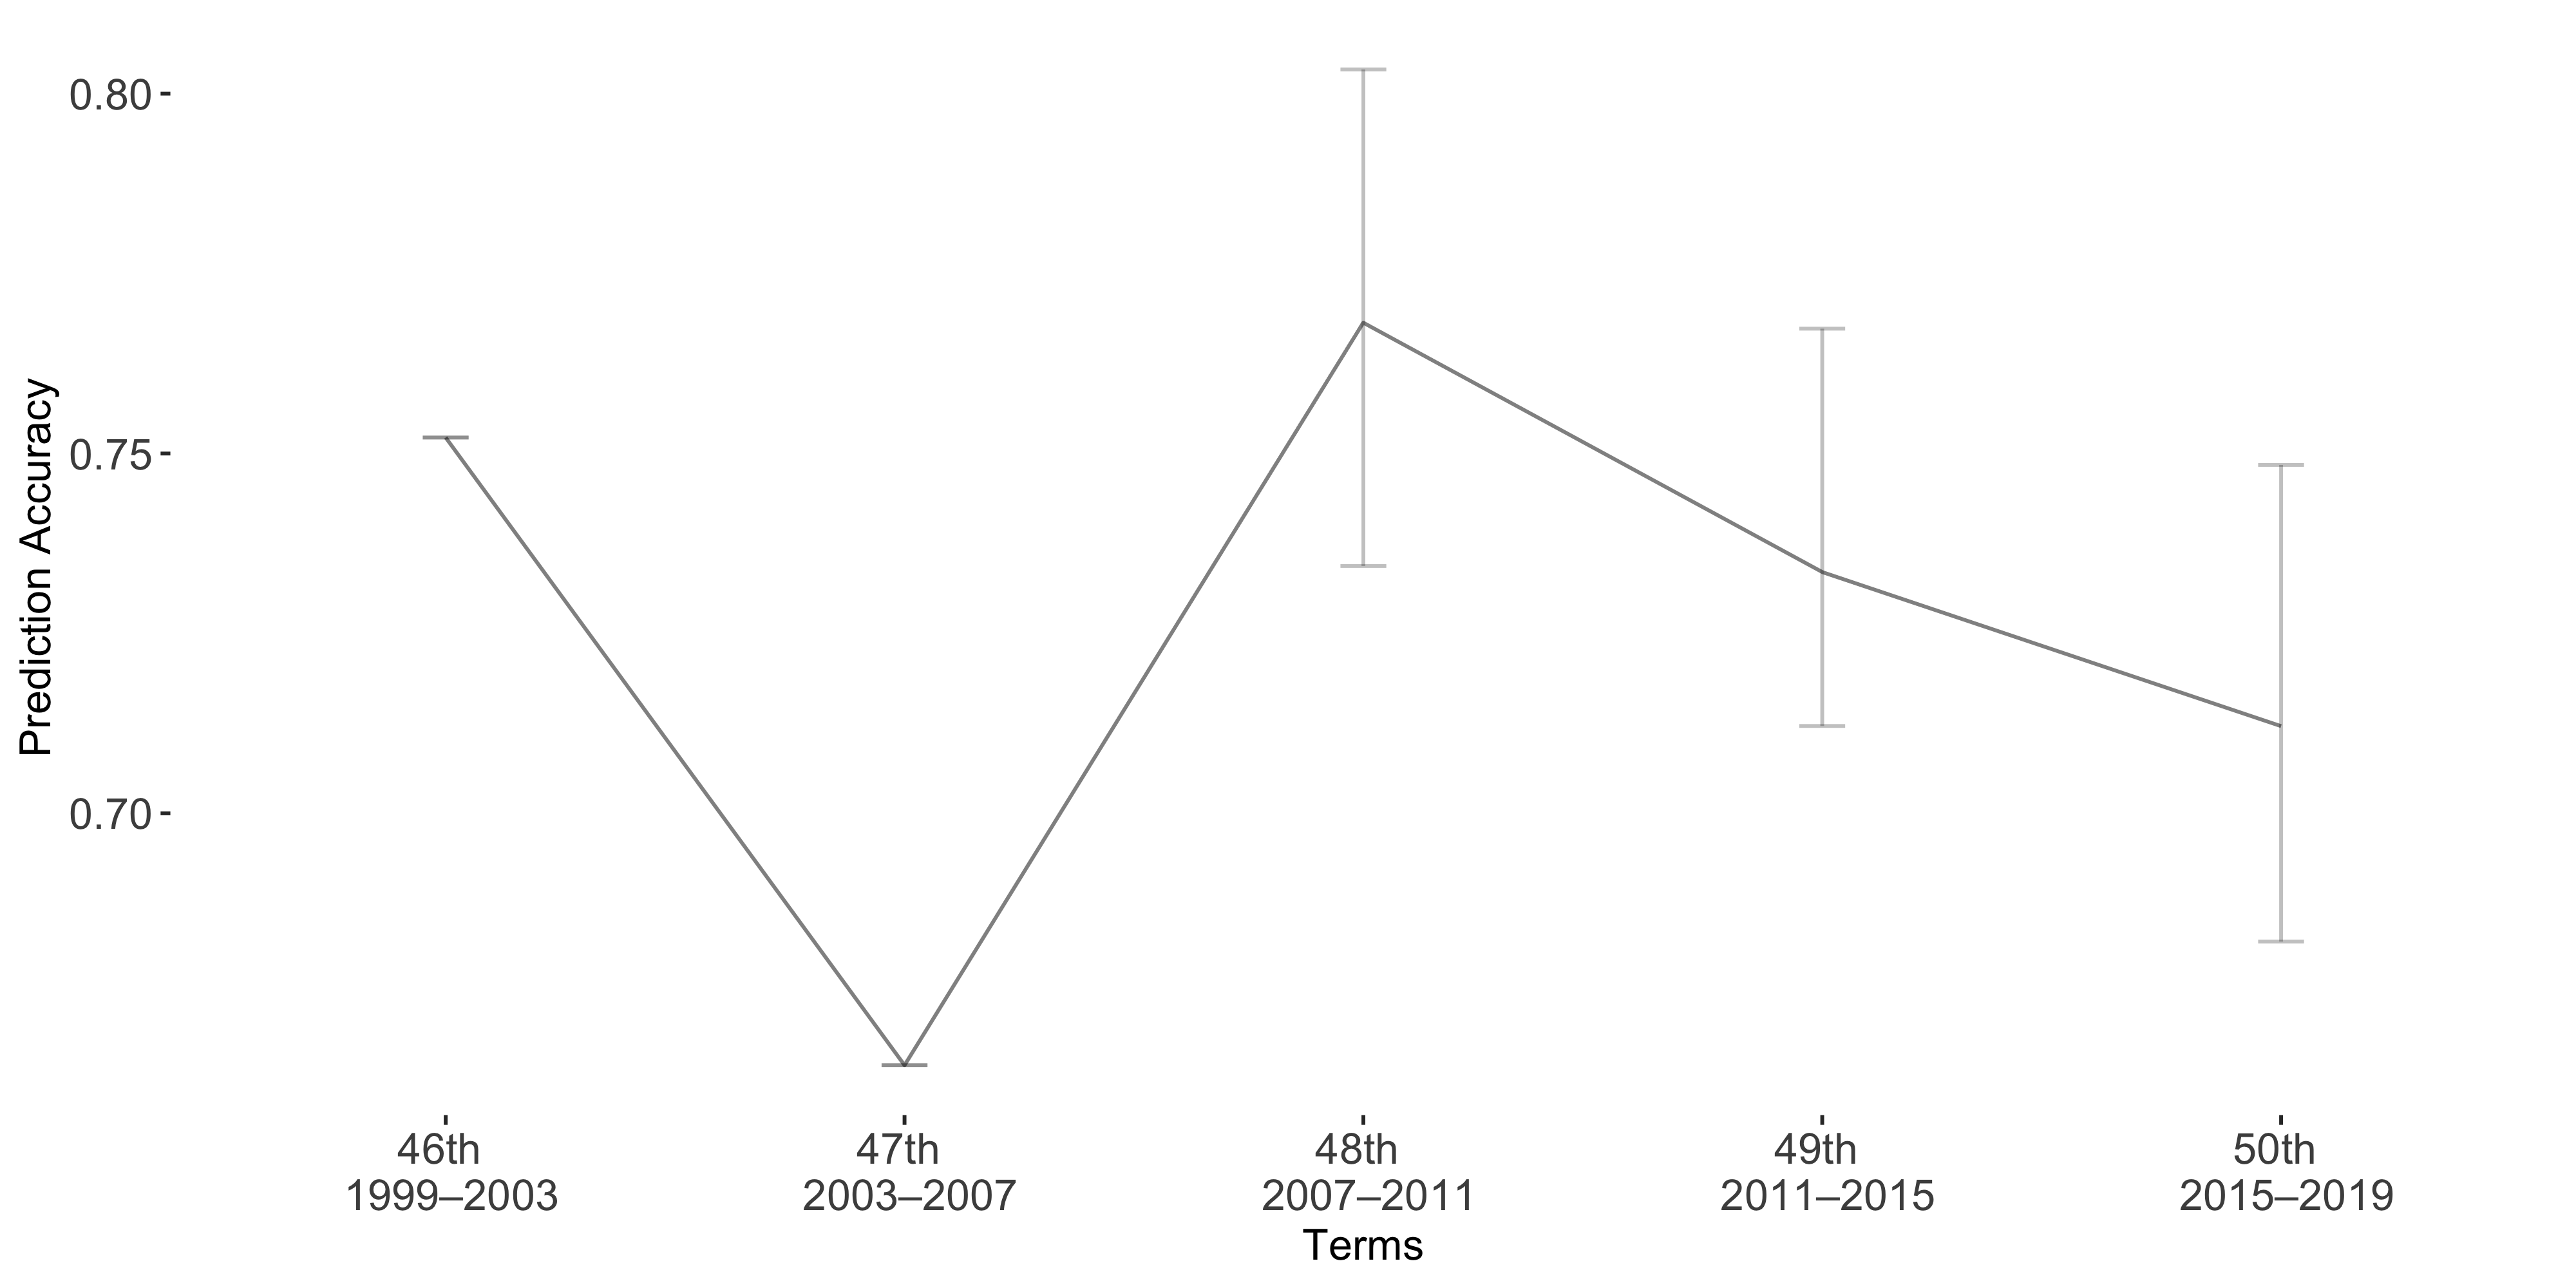 0.80
0.75
0.70
Prediction Accuracy
46th
1999–2003
47th
2003–2007
48th
2007–2011
49th
2011–2015
50th
2015–2019
Terms